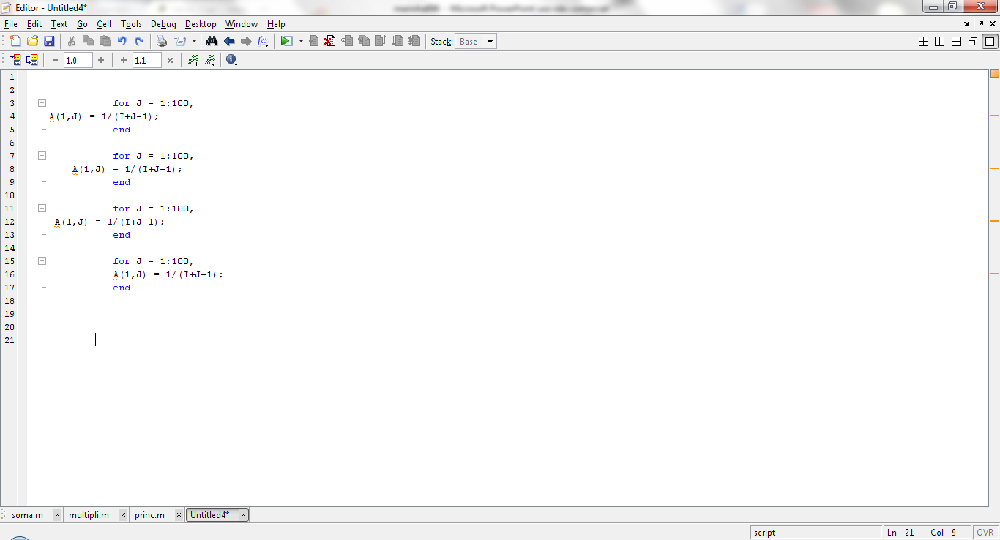 Editor - Untitled4*
File Edit Text Go Cell Tools Debug Desktop Window Help
Stack: Base
1.0 1.1
1
2
3 for J = 1:100,
4 A(1,J) = 1/(I+J-1);
5 end
6
7 for J = 1:100,
8 A(1,J) = 1/(I+J-1);
9 end
10
11 for J = 1:100,
12 A(1,J) = 1/(I+J-1);
13 end
14
15 for J = 1:100,
16 A(1,J) = 1/(I+J-1);
17 end
18
19
20
21
soma.m multipli.m princ.m Untitled4*
script Ln 21 Col 9 OVR